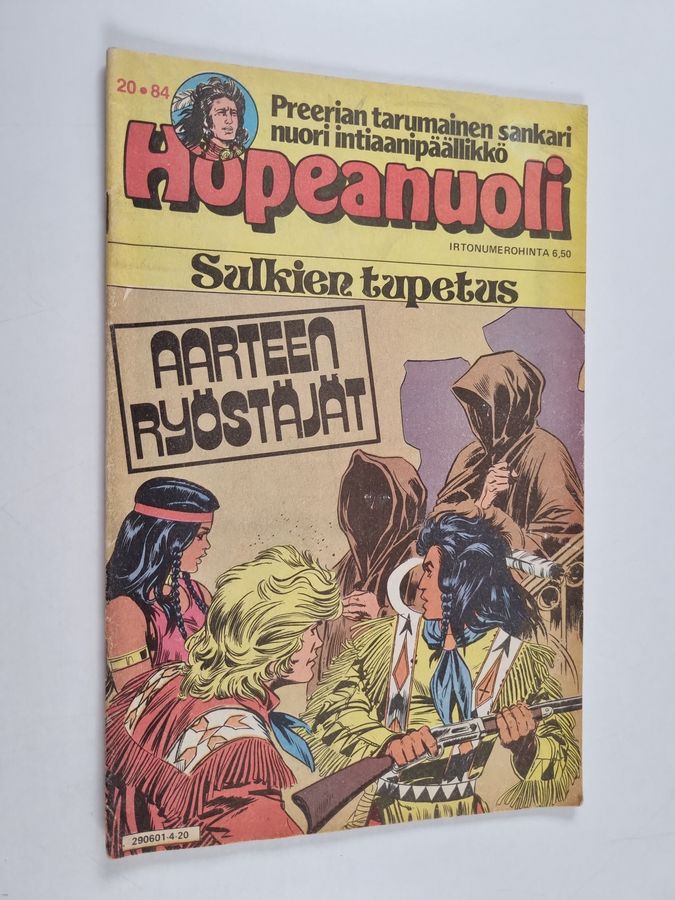 20•84
Preerian tarumainen sankari
nuori intiaanipäällikkö
Hopeanuoli
IRTONUMEROHINTA 6,50
Sulkien tupetus
AARTEEN
RYÖSTÄJÄT
290601-4-20